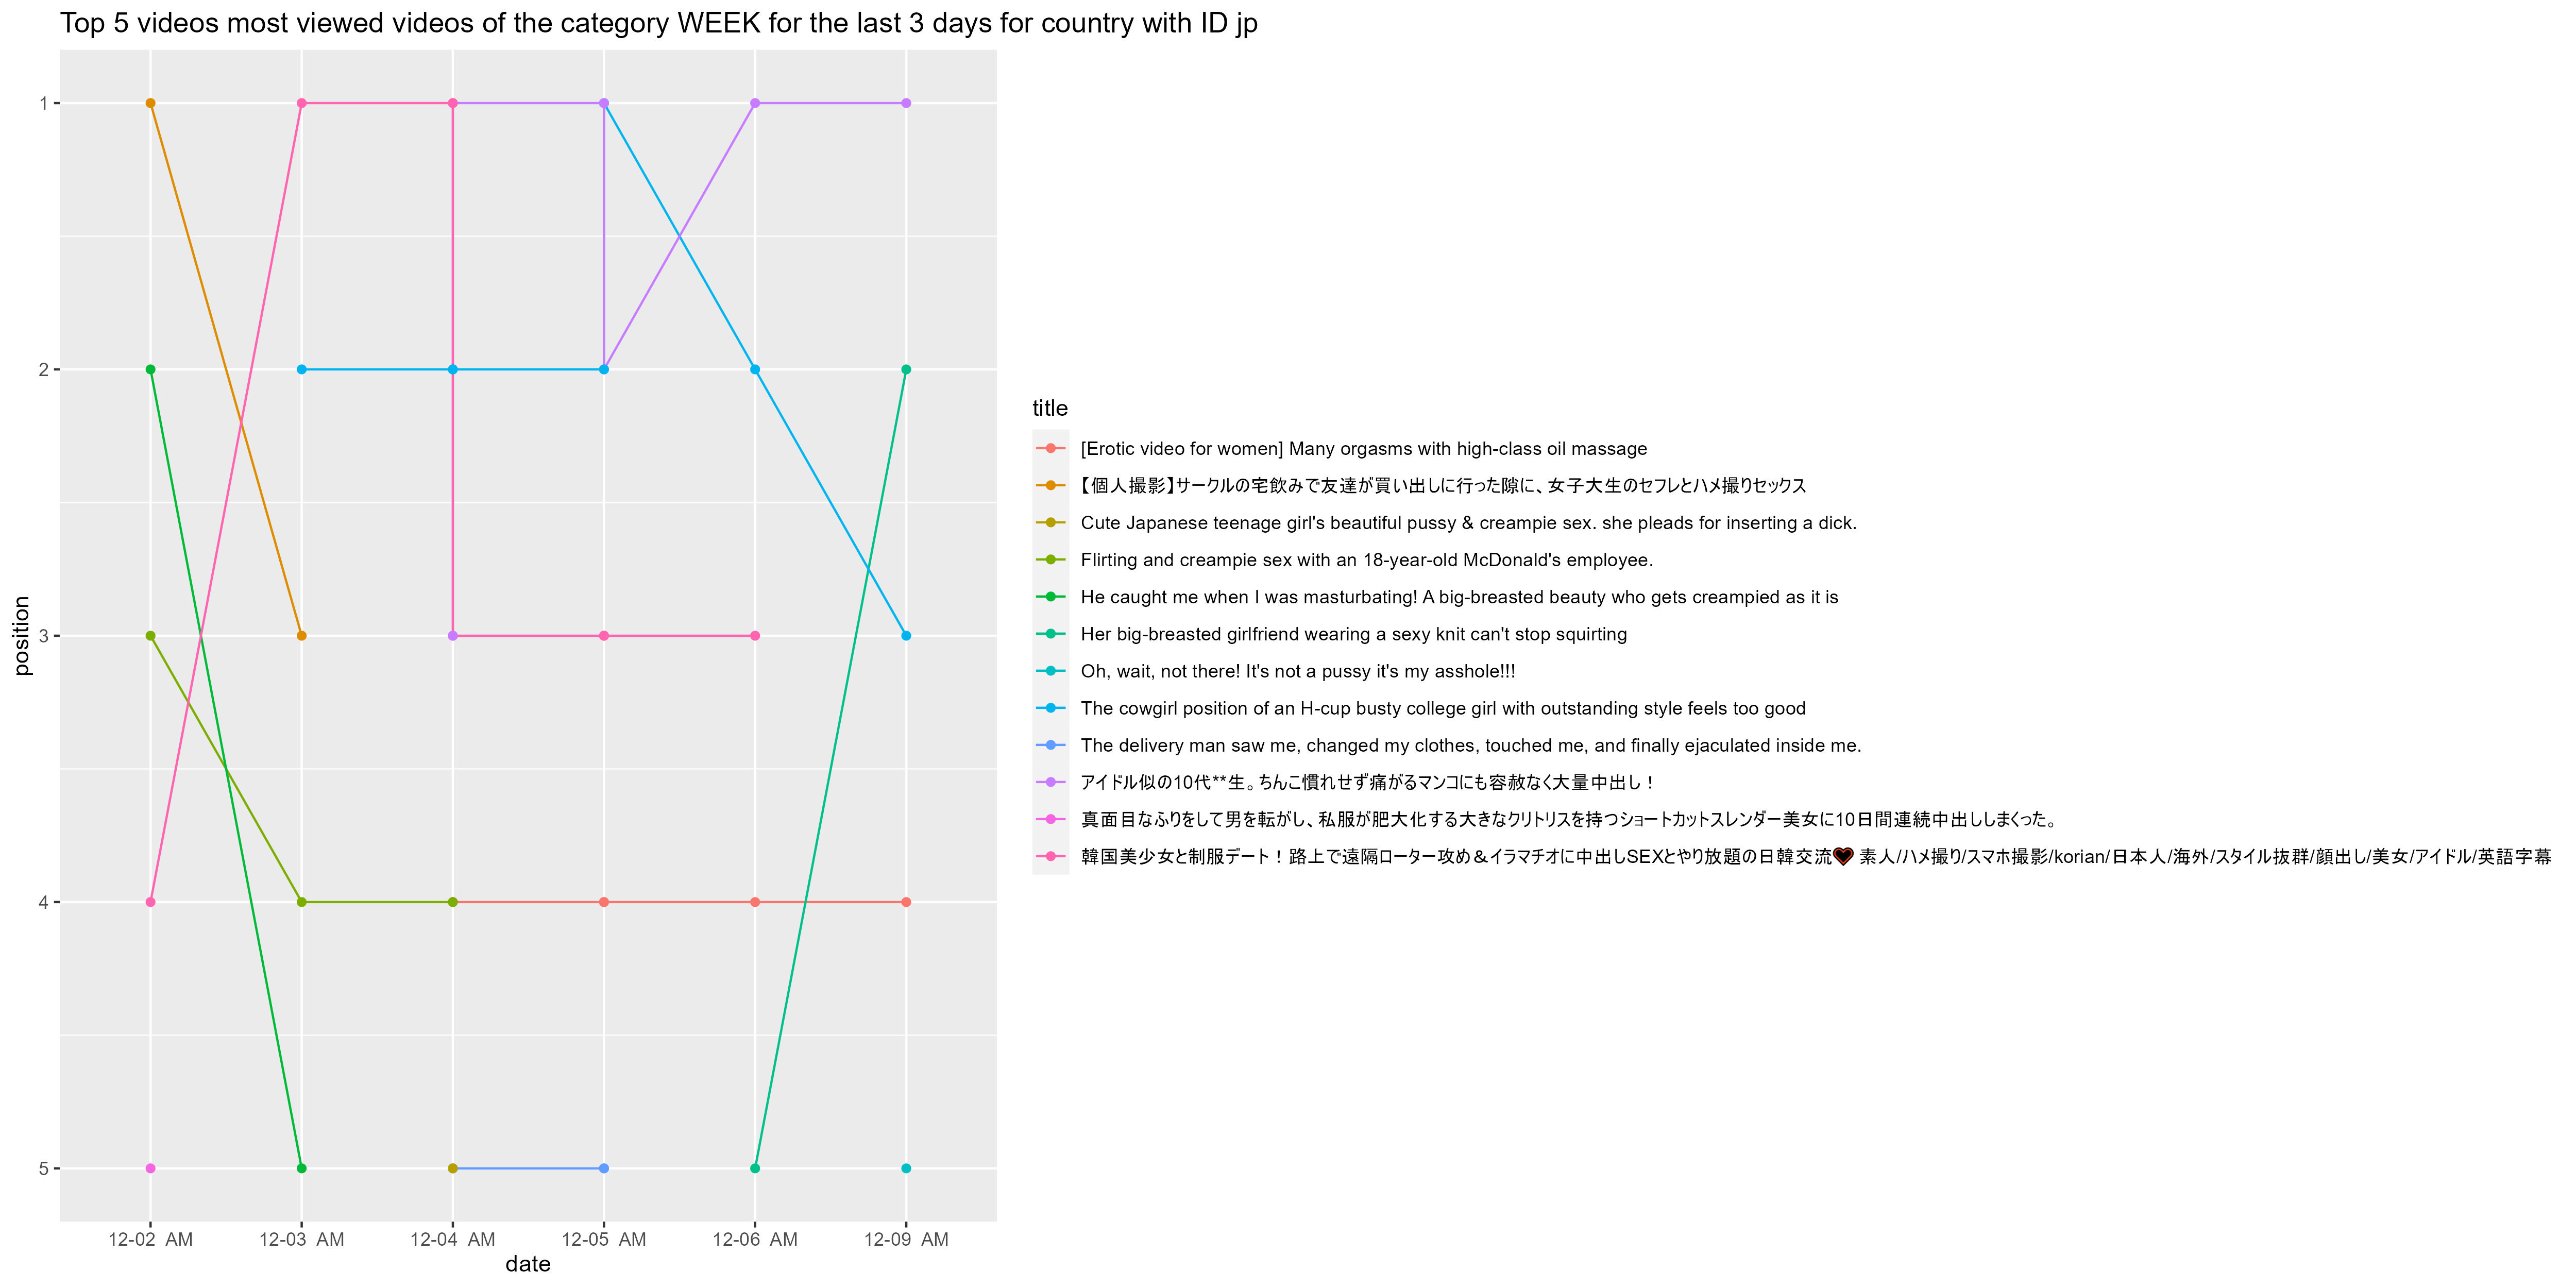 Top 5 videos most viewed videos of the category WEEK for the last 3 days for country with ID jp
position
1
2
3
4
5
12-02 AM
12-03 AM
12-04 AM
12-05 AM
12-06 AM
12-09 AM
date
title
[Erotic video for women] Many orgasms with high-class oil massage
【個人撮影】サークルの宅飲みで友達が買い出しに行った隙に、女子大生のセフレとハメ撮りセックス
Cute Japanese teenage girl's beautiful pussy & creampie sex. she pleads for inserting a dick.
Flirting and creampie sex with an 18-year-old McDonald's employee.
He caught me when I was masturbating! A big-breasted beauty who gets creampied as it is
Her big-breasted girlfriend wearing a sexy knit can't stop squirting
Oh, wait, not there! It's not a pussy it's my asshole!!!
The cowgirl position of an H-cup busty college girl with outstanding style feels too good
The delivery man saw me, changed my clothes, touched me, and finally ejaculated inside me.
アイドル似の10代**生。ちんこ慣れせず痛がるマンコにも容赦なく大量中出し！
真面目なふりをして男を転がし、私服が肥大化する大きなクリトリスを持つショートカットスレンダー美女に10日間連続中出ししまくった。
韓国美少女と制服デート！路上で遠隔ローター攻め＆イラマチオに中出しSEXとやり放題の日韓交流🖤 素人/ハメ撮り/スマホ撮影/korian/日本人/海外/スタイル抜群/顔出し/美女/アイドル/英語字幕